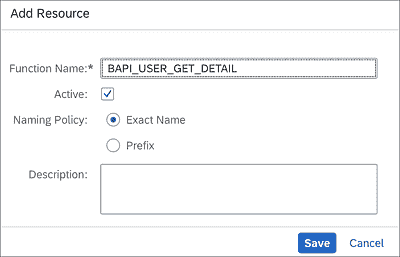 Add Resource
Function Name:* BAPI_USER_GET_DETAIL
Active:
Naming Policy: Exact Name
Prefix
Description:
Save Cancel